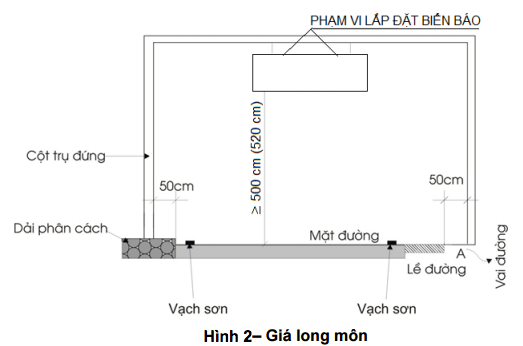 PHẠM VI LẮP ĐẶT BIỂN BÁO
Cột trụ đứng
50cm
≥ 500 cm (520 cm)
50cm
Dải phân cách
Mặt đường
A
Lề đường
Vai đường
Vạch sơn
Vạch sơn
Hình 2– Giá long môn